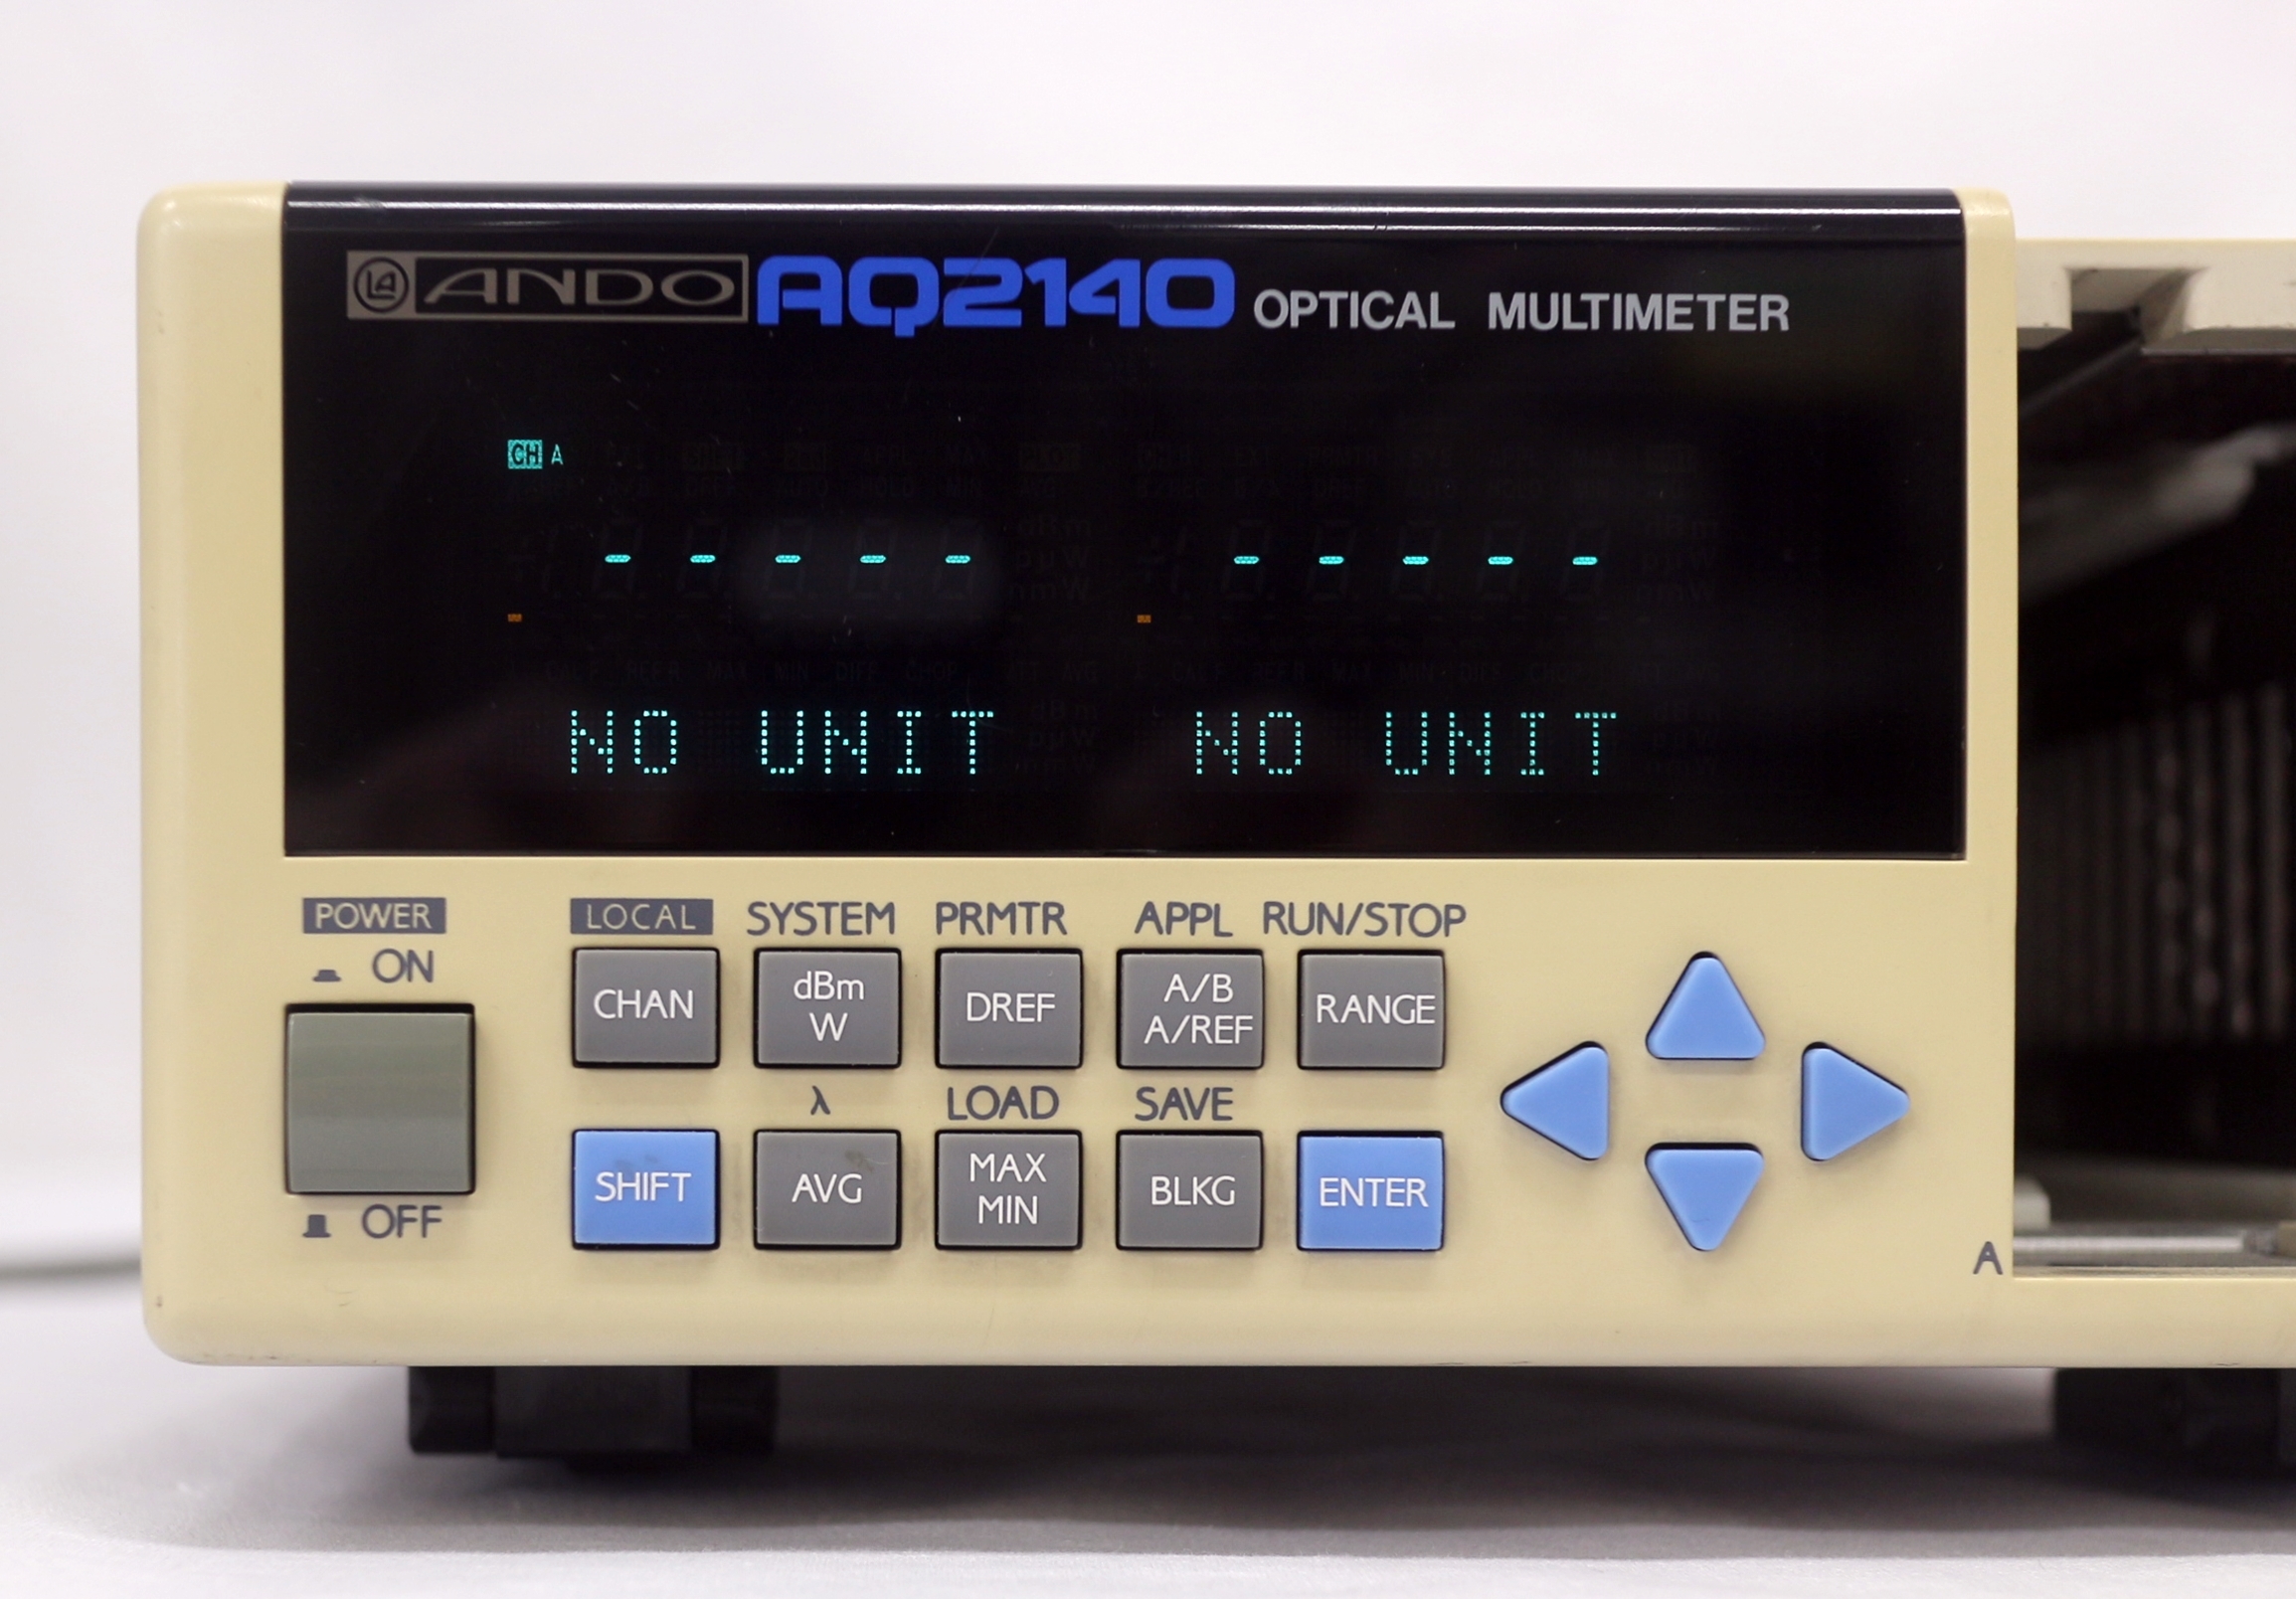 LA ANDO AQ2140 OPTICAL MULTIMETER
CH A
- - - - - - - - - -
NO UNIT NO UNIT
POWER
ON
OFF
LOCAL SYSTEM PRMTR APPL RUN/STOP
CHAN dBm W DREF A/B A/REF RANGE
λ LOAD SAVE
SHIFT AVG MAX MIN BLKG ENTER
A